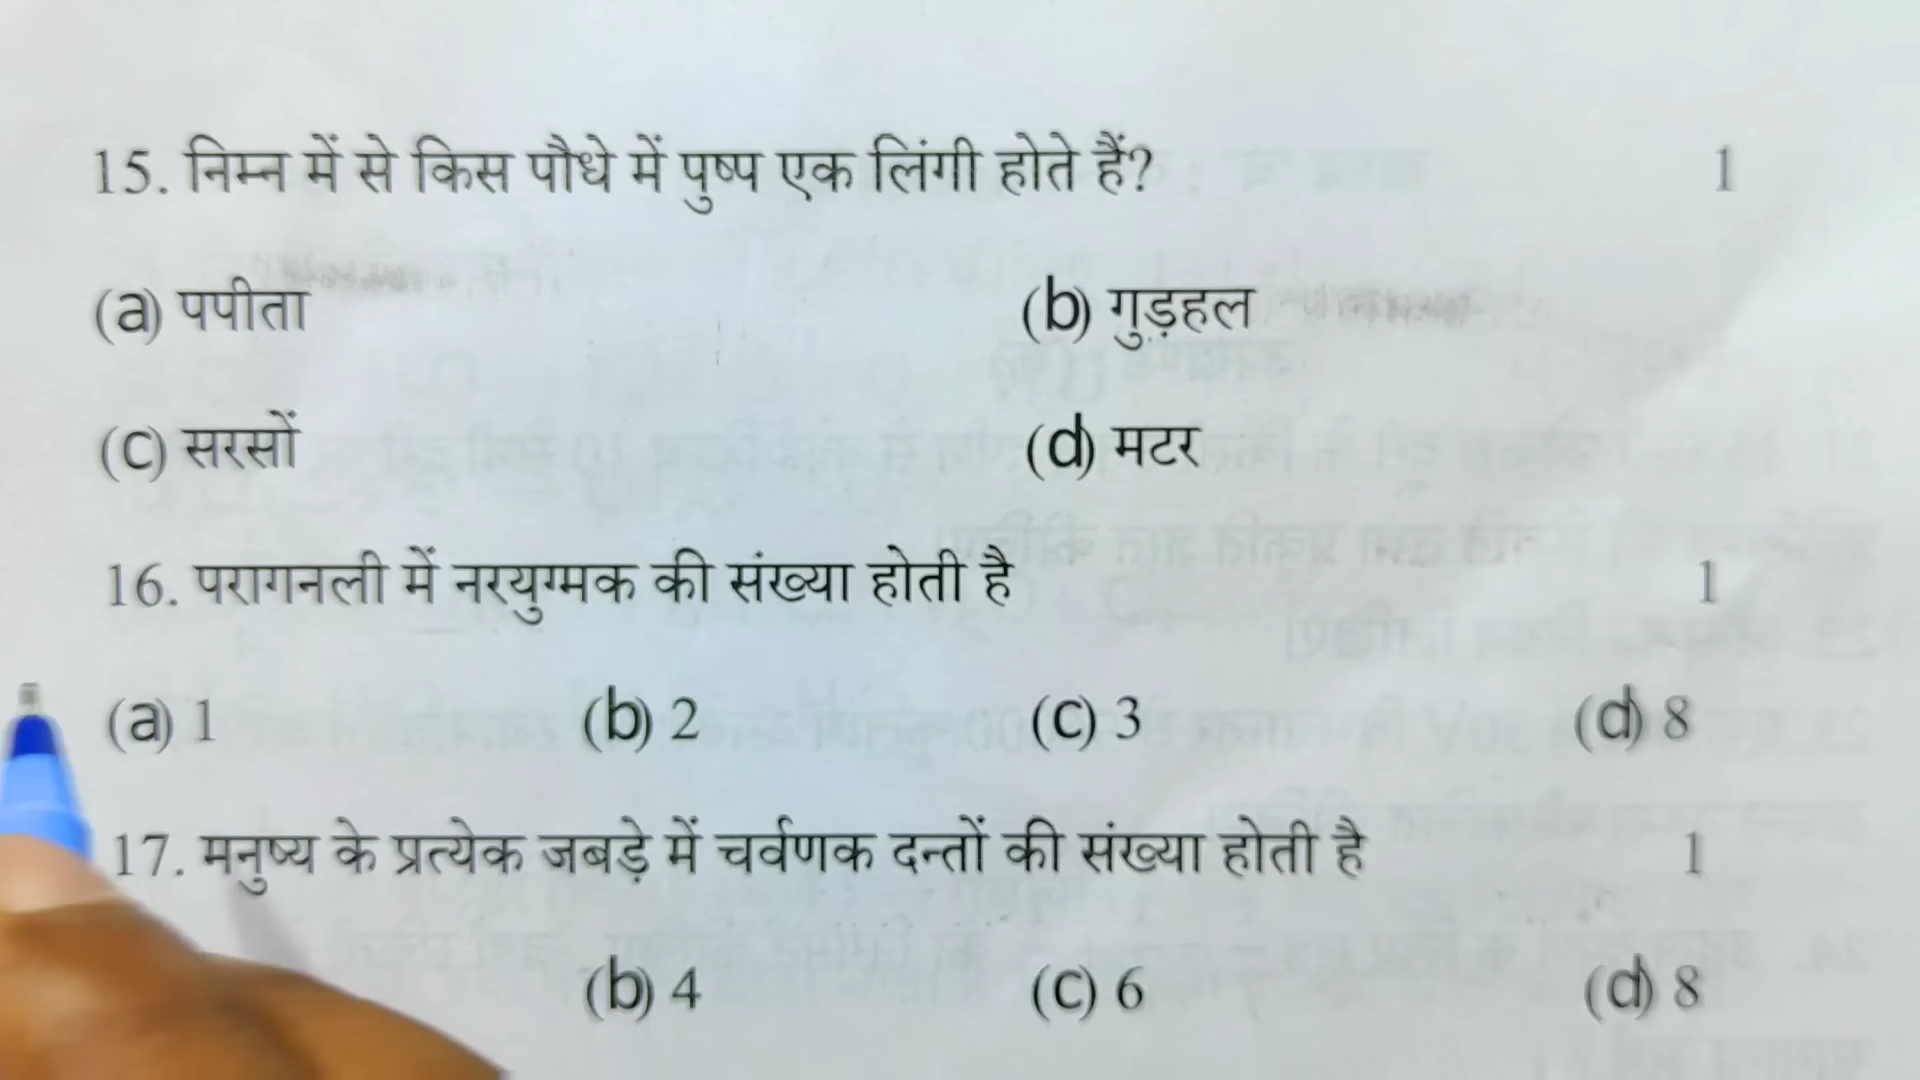 15. निम्न में से किस पौधे में पुष्प एक लिंगी होते हैं? 1
(a) पपीता (b) गुड़हल
(c) सरसों (d) मटर
16. परागनली में नरयुग्मक की संख्या होती है 1
(a) 1 (b) 2 (c) 3 (d) 8
17. मनुष्य के प्रत्येक जबड़े में चर्वणक दन्तों की संख्या होती है 1
(b) 4 (c) 6 (d) 8